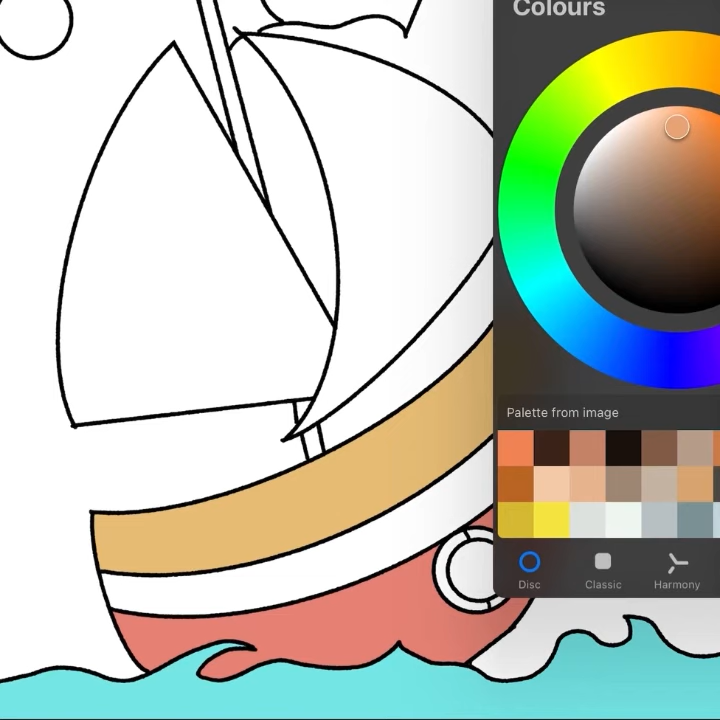 Colours
Palette from image
Disc
Classic
Harmony